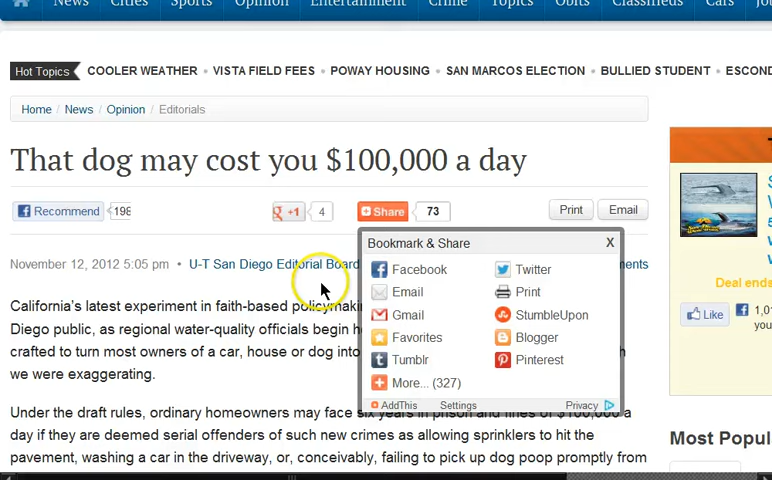 News Cities Sports Opinion Entertainment Crime Topics Obits Classifieds Cars
Hot Topics COOLER WEATHER • VISTA FIELD FEES • POWAY HOUSING • SAN MARCOS ELECTION • BULLIED STUDENT • ESCOND
Home / News / Opinion / Editorials
That dog may cost you $100,000 a day
Recommend 198 +1 4 Share 73 Print Email
Bookmark & Share X
November 12, 2012 5:05 pm • U-T San Diego Editorial Board
Facebook Twitter
Email Print
Gmail StumbleUpon
Favorites Blogger
Tumblr Pinterest
More... (327)
AddThis Settings Privacy
California's latest experiment in faith-based policymakin
Diego public, as regional water-quality officials begin
crafted to turn most owners of a car, house or dog into
we were exaggerating.
Under the draft rules, ordinary homeowners may face six years in prison and fines of $100,000 a
day if they are deemed serial offenders of such new crimes as allowing sprinklers to hit the
pavement, washing a car in the driveway, or, conceivably, failing to pick up dog poop promptly from
Deal ends
Like
Most Popul